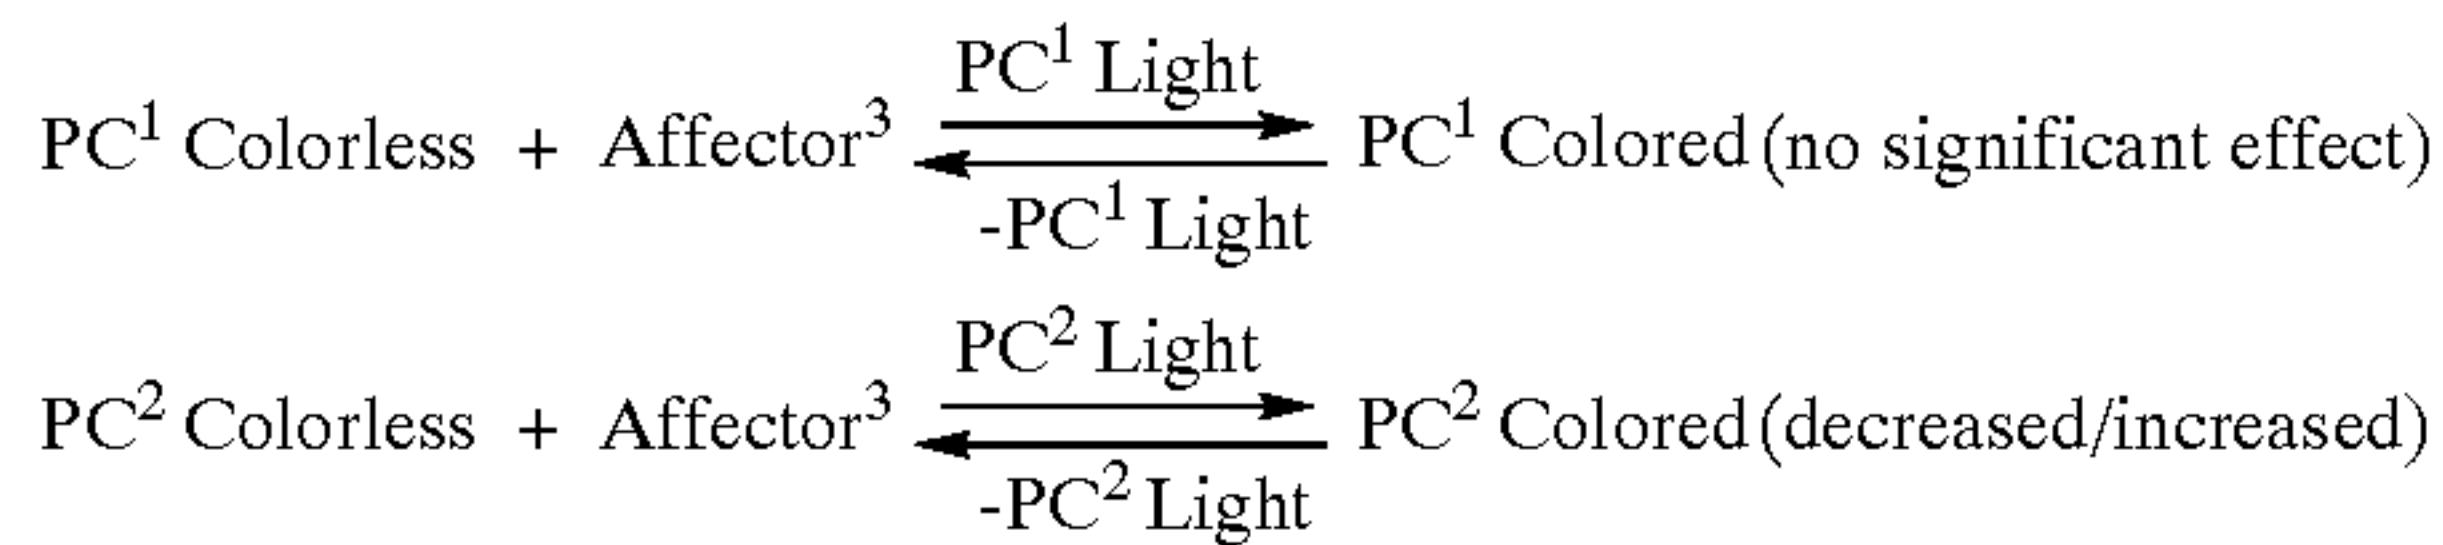 PC¹ Light
PC¹ Colorless + Affector³ PC¹ Colored (no significant effect)
-PC¹ Light
PC² Light
PC² Colorless + Affector³ PC² Colored (decreased/increased)
-PC² Light